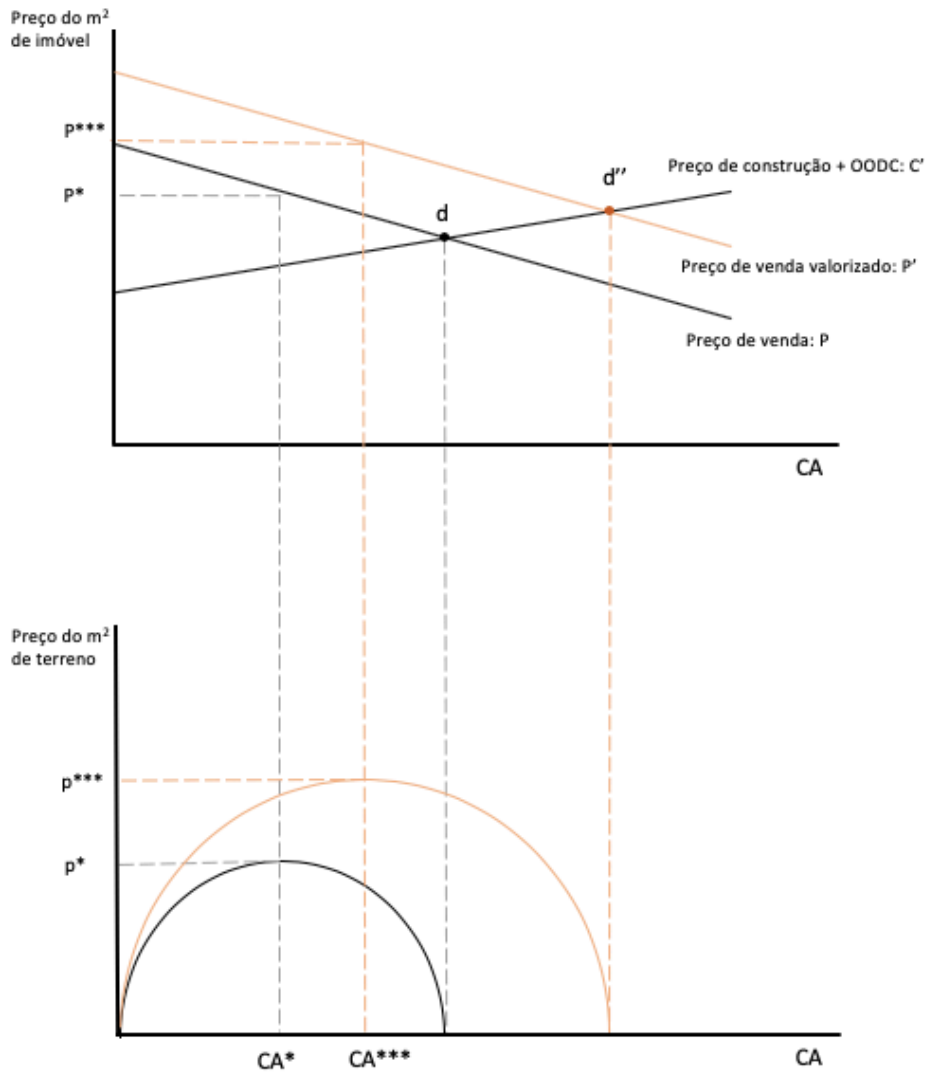 Preço do m²
de imóvel
P***
P*
d
d’’
Preço de construção + OODC: C’
Preço de venda valorizado: P’
Preço de venda: P
CA
Preço do m²
de terreno
p***
p*
CA*
CA***
CA